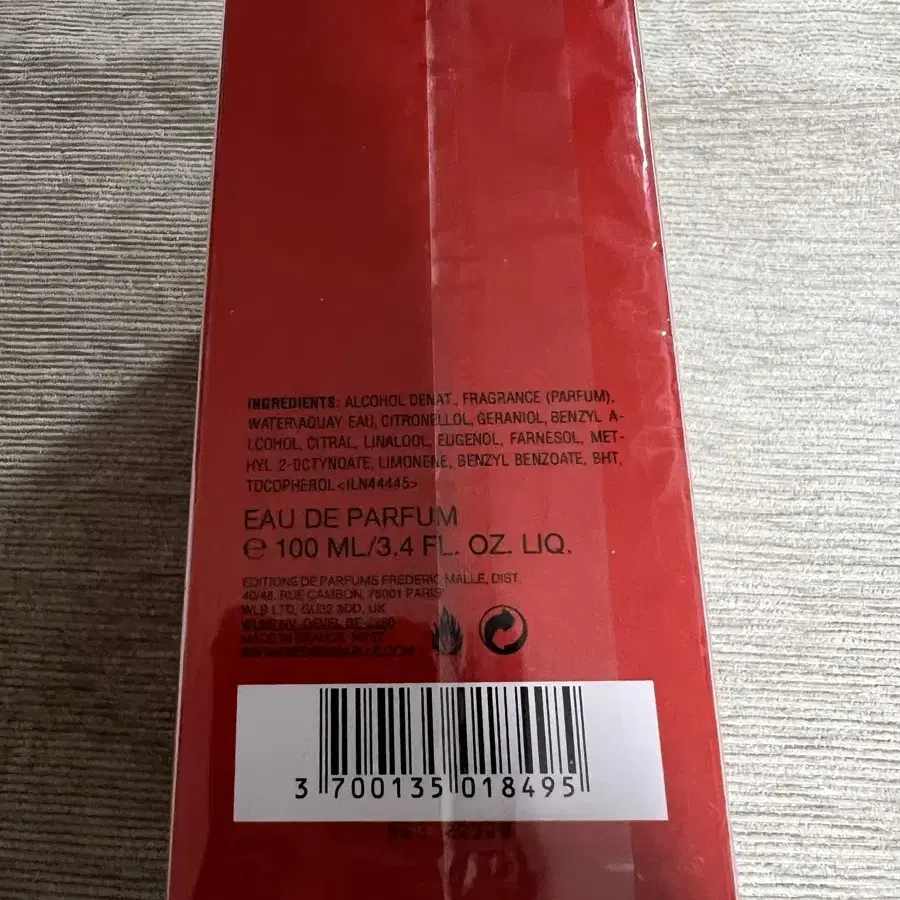 INGREDIENTS: ALCOHOL DENAT., FRAGRANCE (PARFUM),
WATER\AQUA\ EAU, CITRONELLOL, GERANIOL, BENZYL A-
LCOHOL, CITRAL, LINALOOL, EUGENOL, FARNESOL, MET-
HYL 2-OCTYNOATE, LIMONENE, BENZYL BENZOATE, BHT,
TOCOPHEROL <ILN44445>
EAU DE PARFUM
℮ 100 ML/3.4 FL. OZ. LIQ.
EDITIONS DE PARFUMS FREDERIC MALLE, DIST.
40/48, RUE CAMBON, 75001 PARIS
WLB LTD, GU32 3DD, UK
OEVEL BE-2260
MADE IN FRANCE,
3 700135 018495